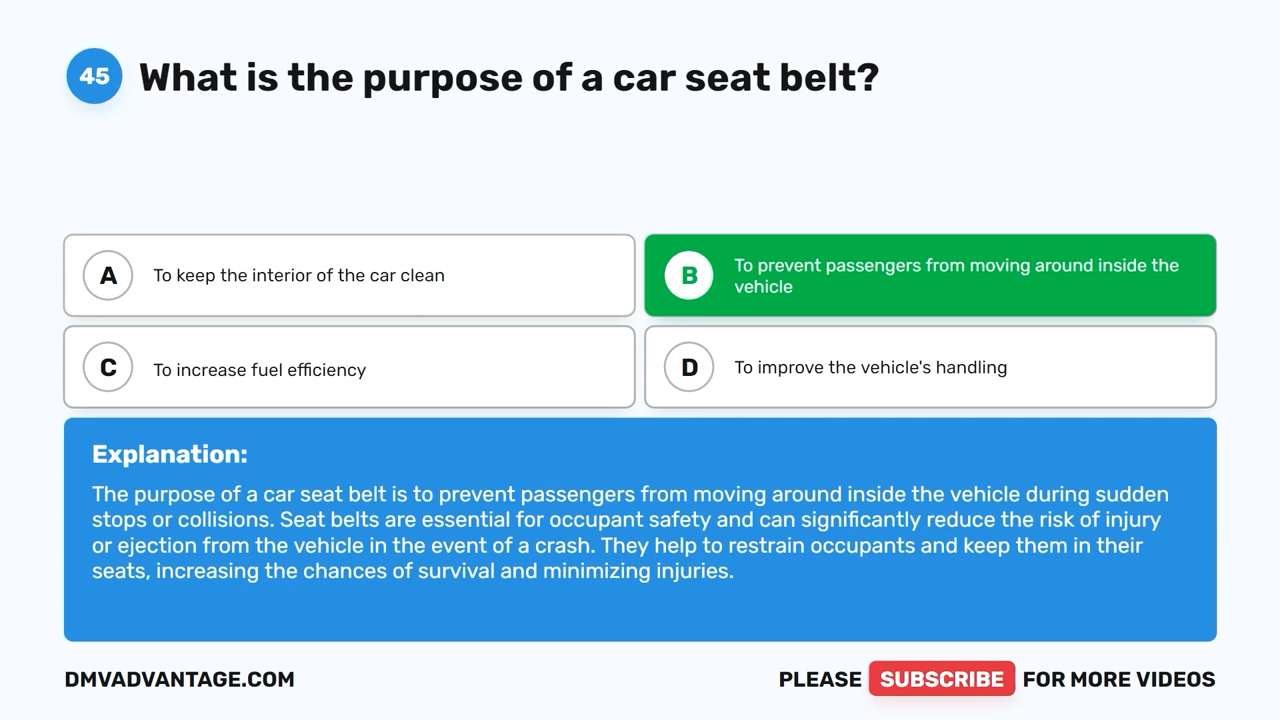 45 What is the purpose of a car seat belt?
A To keep the interior of the car clean
B To prevent passengers from moving around inside the
vehicle
C To increase fuel efficiency
D To improve the vehicle's handling
Explanation:
The purpose of a car seat belt is to prevent passengers from moving around inside the vehicle during sudden
stops or collisions. Seat belts are essential for occupant safety and can significantly reduce the risk of injury
or ejection from the vehicle in the event of a crash. They help to restrain occupants and keep them in their
seats, increasing the chances of survival and minimizing injuries.
DMVADVANTAGE.COM
PLEASE SUBSCRIBE FOR MORE VIDEOS